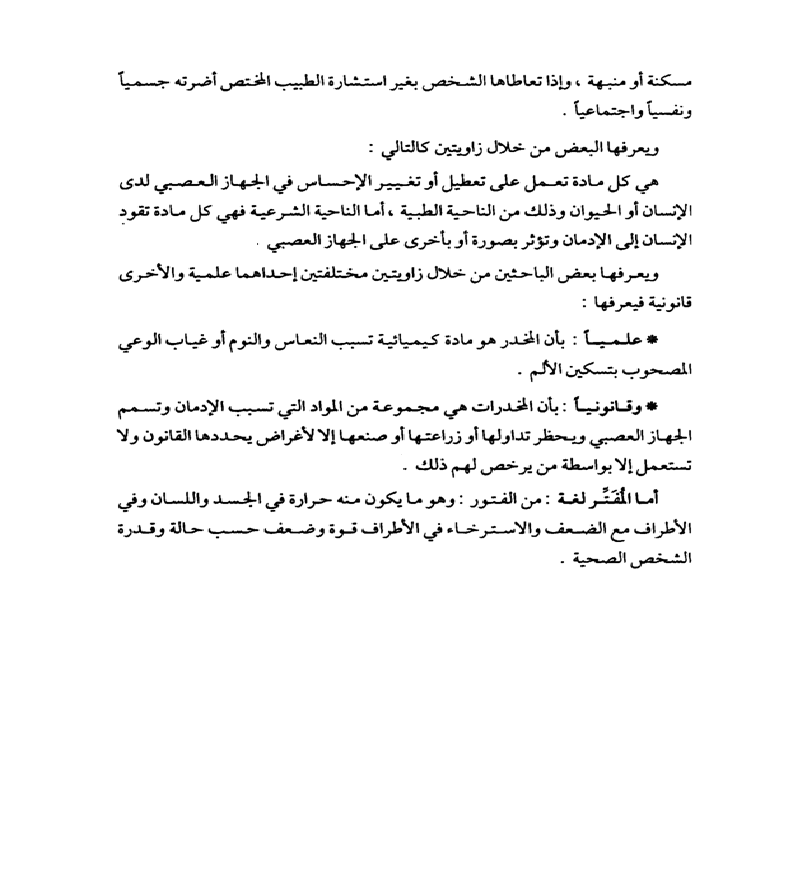 مسكنة أو منبهة ، وإذا تعاطاها الشخص بغير استشارة الطبيب المختص أضرته جسمياً
ونفسياً واجتماعياً .
ويعرفها البعض من خلال زاويتين كالتالي :
هي كل مادة تعمل على تعطيل أو تغيير الإحساس في الجهاز العصبي لدى
الإنسان أو الحيوان وذلك من الناحية الطبية ، أما الناحية الشرعية فهي كل مادة تقود
الإنسان إلى الإدمان وتؤثر بصورة أو بأخرى على الجهاز العصبي .
ويعرفها بعض الباحثين من خلال زاويتين مختلفتين إحداهما علمية والأخرى
قانونية فيعرفها :
* علمياً : بأن المخدر هو مادة كيميائية تسبب النعاس والنوم أو غياب الوعي
المصحوب بتسكين الألم .
* وقانونياً : بأن المخدرات هي مجموعة من المواد التي تسبب الإدمان وتسمم
الجهاز العصبي ويحظر تداولها أو زراعتها أو صنعها إلا لأغراض يحددها القانون ولا
تستعمل إلا بواسطة من يرخص لهم ذلك .
أما المُفَتِّر لغة : من الفتور : وهو ما يكون منه حرارة في الجسد واللسان وفي
الأطراف مع الضعف والاسترخاء في الأطراف قوة وضعف حسب حالة وقدرة
الشخص الصحية .